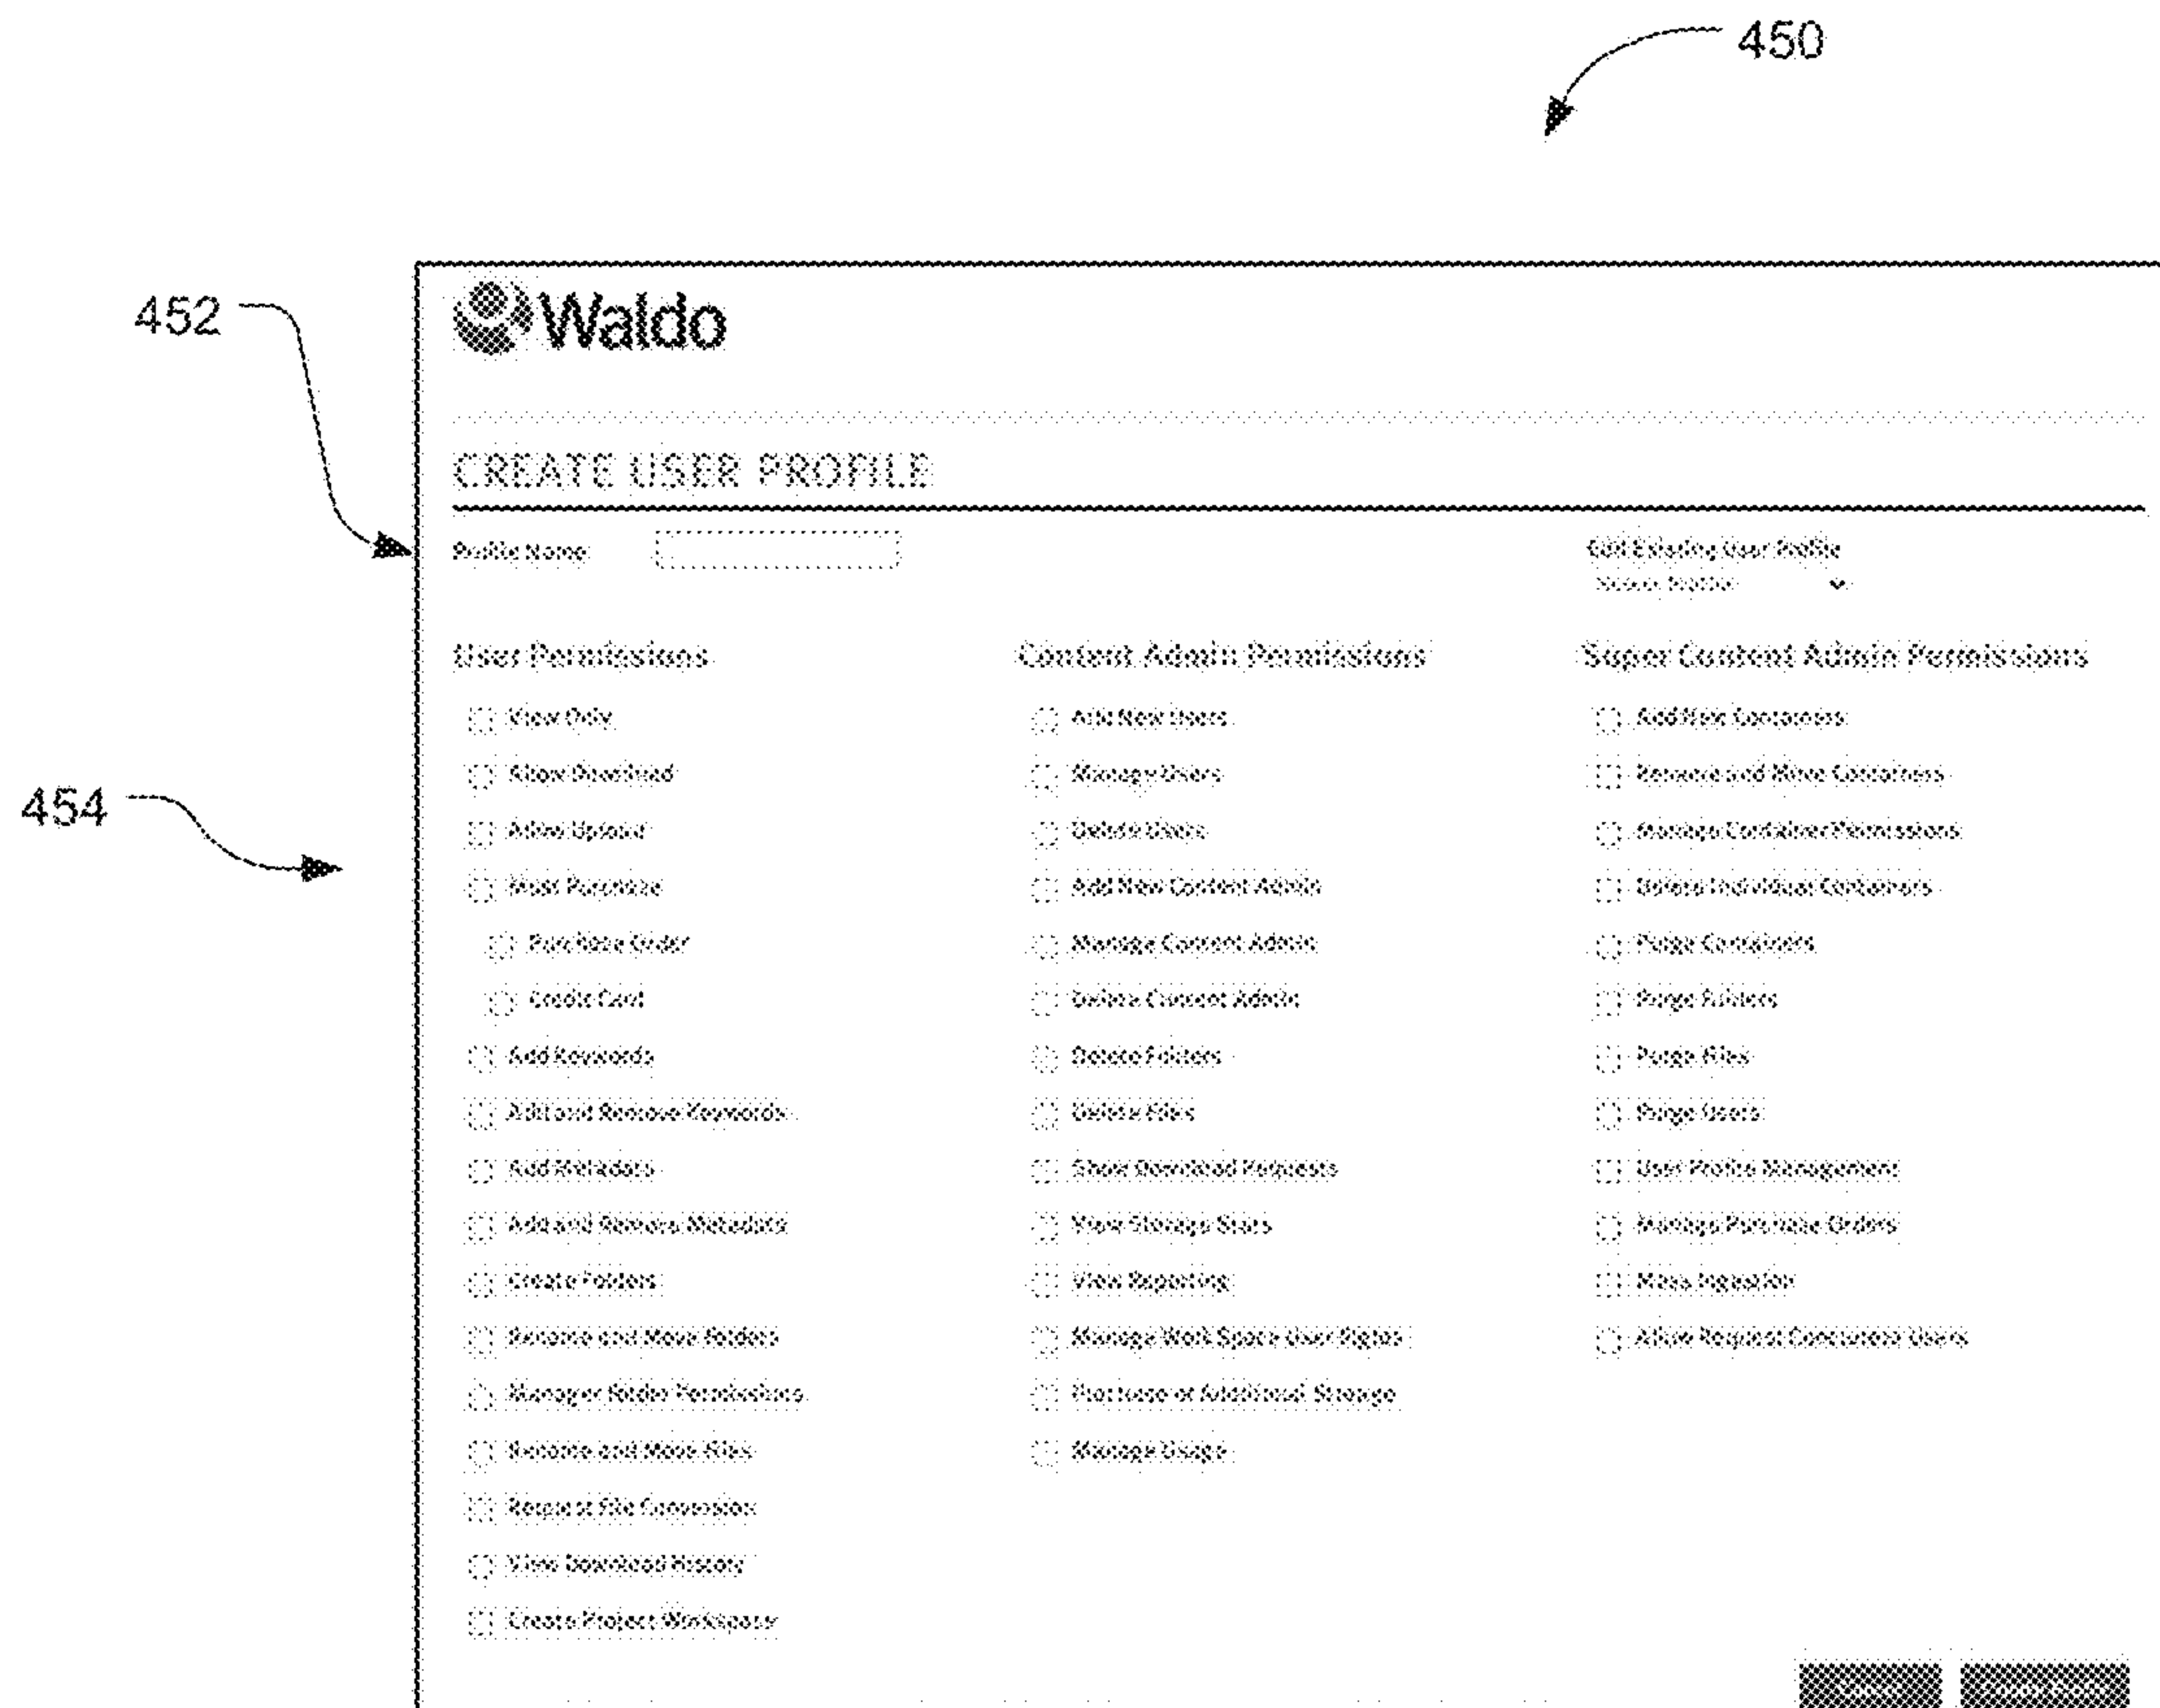 450
452
Waldo
CREATE USER PROFILE
Profile Name
Edit Existing User Profile
Select Profile
454
User Permissions
View Only
Allow Download
Allow Upload
Must Purchase
Purchase Order
Credit Card
Add Keywords
Add and Remove Keywords
Add Metadata
Add and Remove Metadata
Create Folders
Rename and Move Folders
Manage Folder Permissions
Rename and Move Files
Request File Conversion
View Download History
Create Project Workspace
Content Admin Permissions
Add New Users
Manage Users
Delete Users
Add New Content Admin
Manage Content Admin
Delete Content Admin
Delete Folders
Delete Files
Show Download Requests
View Storage Stats
View Reporting
Manage Work Space User Rights
Purchase of Additional Storage
Manage Usage
Super Content Admin Permissions
Add New Containers
Rename and Move Containers
Manage Container Permissions
Delete Individual Containers
Purge Containers
Purge Folders
Purge Files
Purge Users
User Profile Management
Manage Purchase Orders
Mass Ingestion
Allow Request Concurrent Users